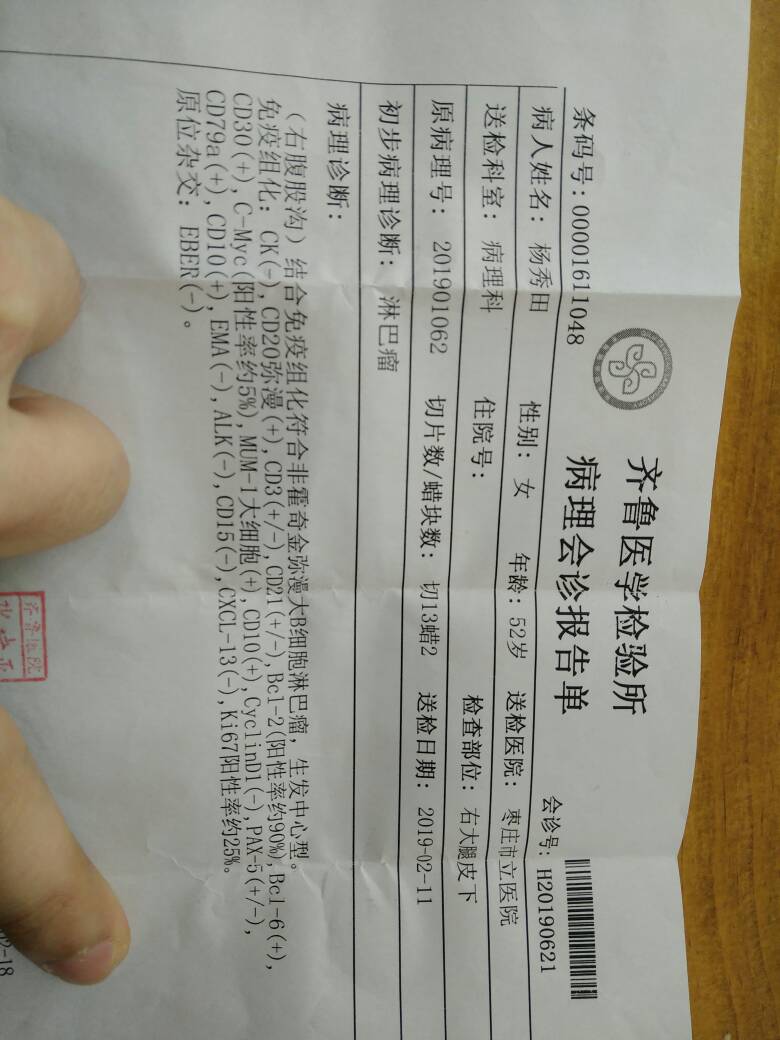 齐鲁医学检验所
病理会诊报告单
条码号:00001611048
会诊号: H20190621
病人姓名: 杨秀田 性别: 女 年龄: 52岁 送检医院: 枣庄市立医院
送检科室: 病理科 住院号: 检查部位: 右大腿皮下
原病理号: 201901062 切片数/蜡块数: 切13蜡2 送检日期: 2019-02-11
初步病理诊断: 淋巴瘤
病理诊断:
(右腹股沟)结合免疫组化符合非霍奇金弥漫大B细胞淋巴瘤,生发中心型。
免疫组化: CK(-), CD20弥漫(+), CD3(+/-), CD21(+/-), Bcl-2(阳性率约90%), Bcl-6(+),
CD30(+), C-Myc(阳性率约5%), MUM-1大细胞(+), CD10(+), CyclinD1(-), PAX-5(+/-),
CD79a(+), CD10(+), EMA(-), ALK(-), CD15(-), CXCL-13(-), Ki67阳性率约25%。
原位杂交: EBER(-)。
2-18